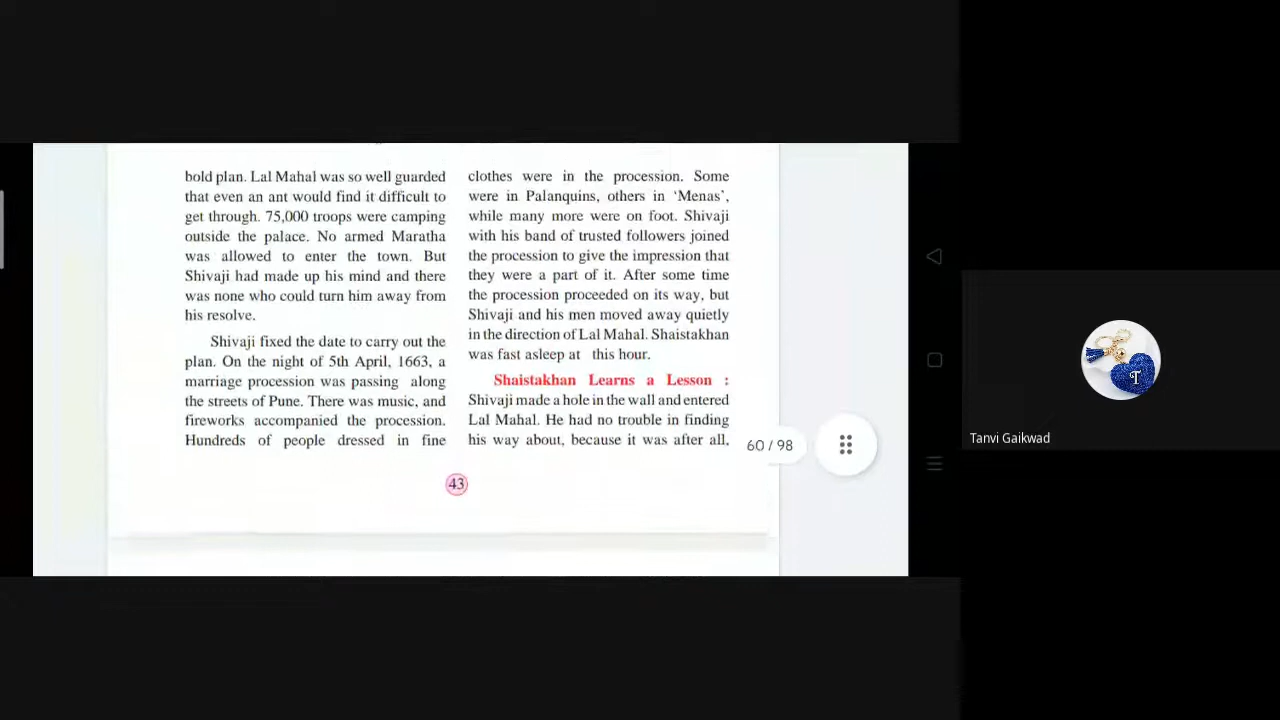 bold plan. Lal Mahal was so well guarded
that even an ant would find it difficult to
get through. 75,000 troops were camping
outside the palace. No armed Maratha
was allowed to enter the town. But
Shivaji had made up his mind and there
was none who could turn him away from
his resolve.
Shivaji fixed the date to carry out the
plan. On the night of 5th April, 1663, a
marriage procession was passing along
the streets of Pune. There was music, and
fireworks accompanied the procession.
Hundreds of people dressed in fine
clothes were in the procession. Some
were in Palanquins, others in ‘Menas’,
while many more were on foot. Shivaji
with his band of trusted followers joined
the procession to give the impression that
they were a part of it. After some time
the procession proceeded on its way, but
Shivaji and his men moved away quietly
in the direction of Lal Mahal. Shaistakhan
was fast asleep at this hour.
Shaistakhan Learns a Lesson :
Shivaji made a hole in the wall and entered
Lal Mahal. He had no trouble in finding
his way about, because it was after all,
43
60 / 98
T
Tanvi Gaikwad